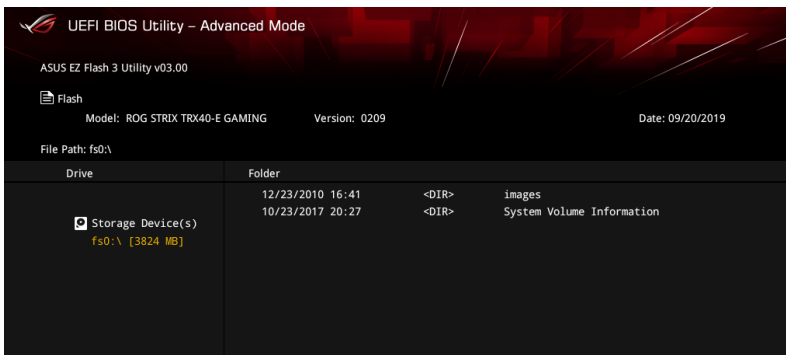 UEFI BIOS Utility – Advanced Mode
ASUS EZ Flash 3 Utility v03.00
Flash
Model: ROG STRIX TRX40-E GAMING Version: 0209 Date: 09/20/2019
File Path: fs0:\
Drive Folder
12/23/2010 16:41 <DIR> images
10/23/2017 20:27 <DIR> System Volume Information
Storage Device(s)
fs0:\ [3824 MB]